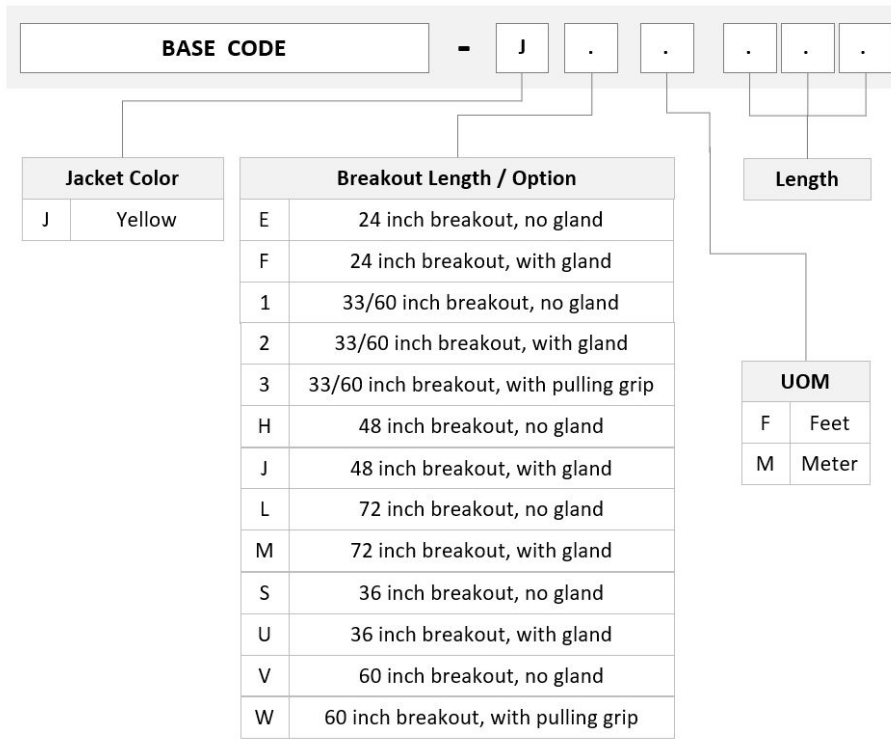 BASE CODE - J . . . . .
Jacket Color
J Yellow
Breakout Length / Option
E 24 inch breakout, no gland
F 24 inch breakout, with gland
1 33/60 inch breakout, no gland
2 33/60 inch breakout, with gland
3 33/60 inch breakout, with pulling grip
H 48 inch breakout, no gland
J 48 inch breakout, with gland
L 72 inch breakout, no gland
M 72 inch breakout, with gland
S 36 inch breakout, no gland
U 36 inch breakout, with gland
V 60 inch breakout, no gland
W 60 inch breakout, with pulling grip
Length
UOM
F Feet
M Meter